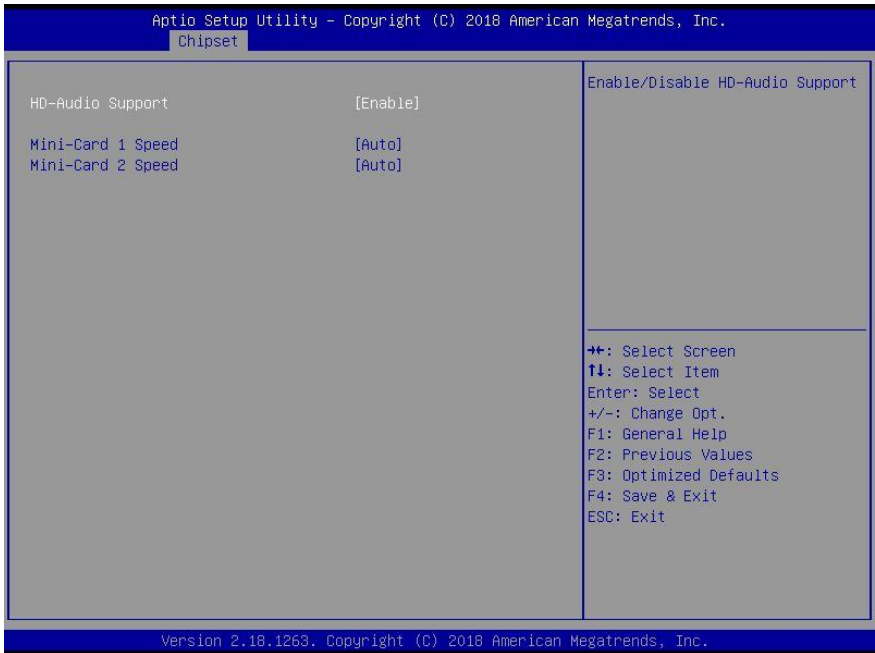 Aptio Setup Utility – Copyright (C) 2018 American Megatrends, Inc.
Chipset
HD-Audio Support [Enable]
Mini-Card 1 Speed [Auto]
Mini-Card 2 Speed [Auto]
Enable/Disable HD-Audio Support
→←: Select Screen
↑↓: Select Item
Enter: Select
+/-: Change Opt.
F1: General Help
F2: Previous Values
F3: Optimized Defaults
F4: Save & Exit
ESC: Exit
Version 2.18.1263. Copyright (C) 2018 American Megatrends, Inc.